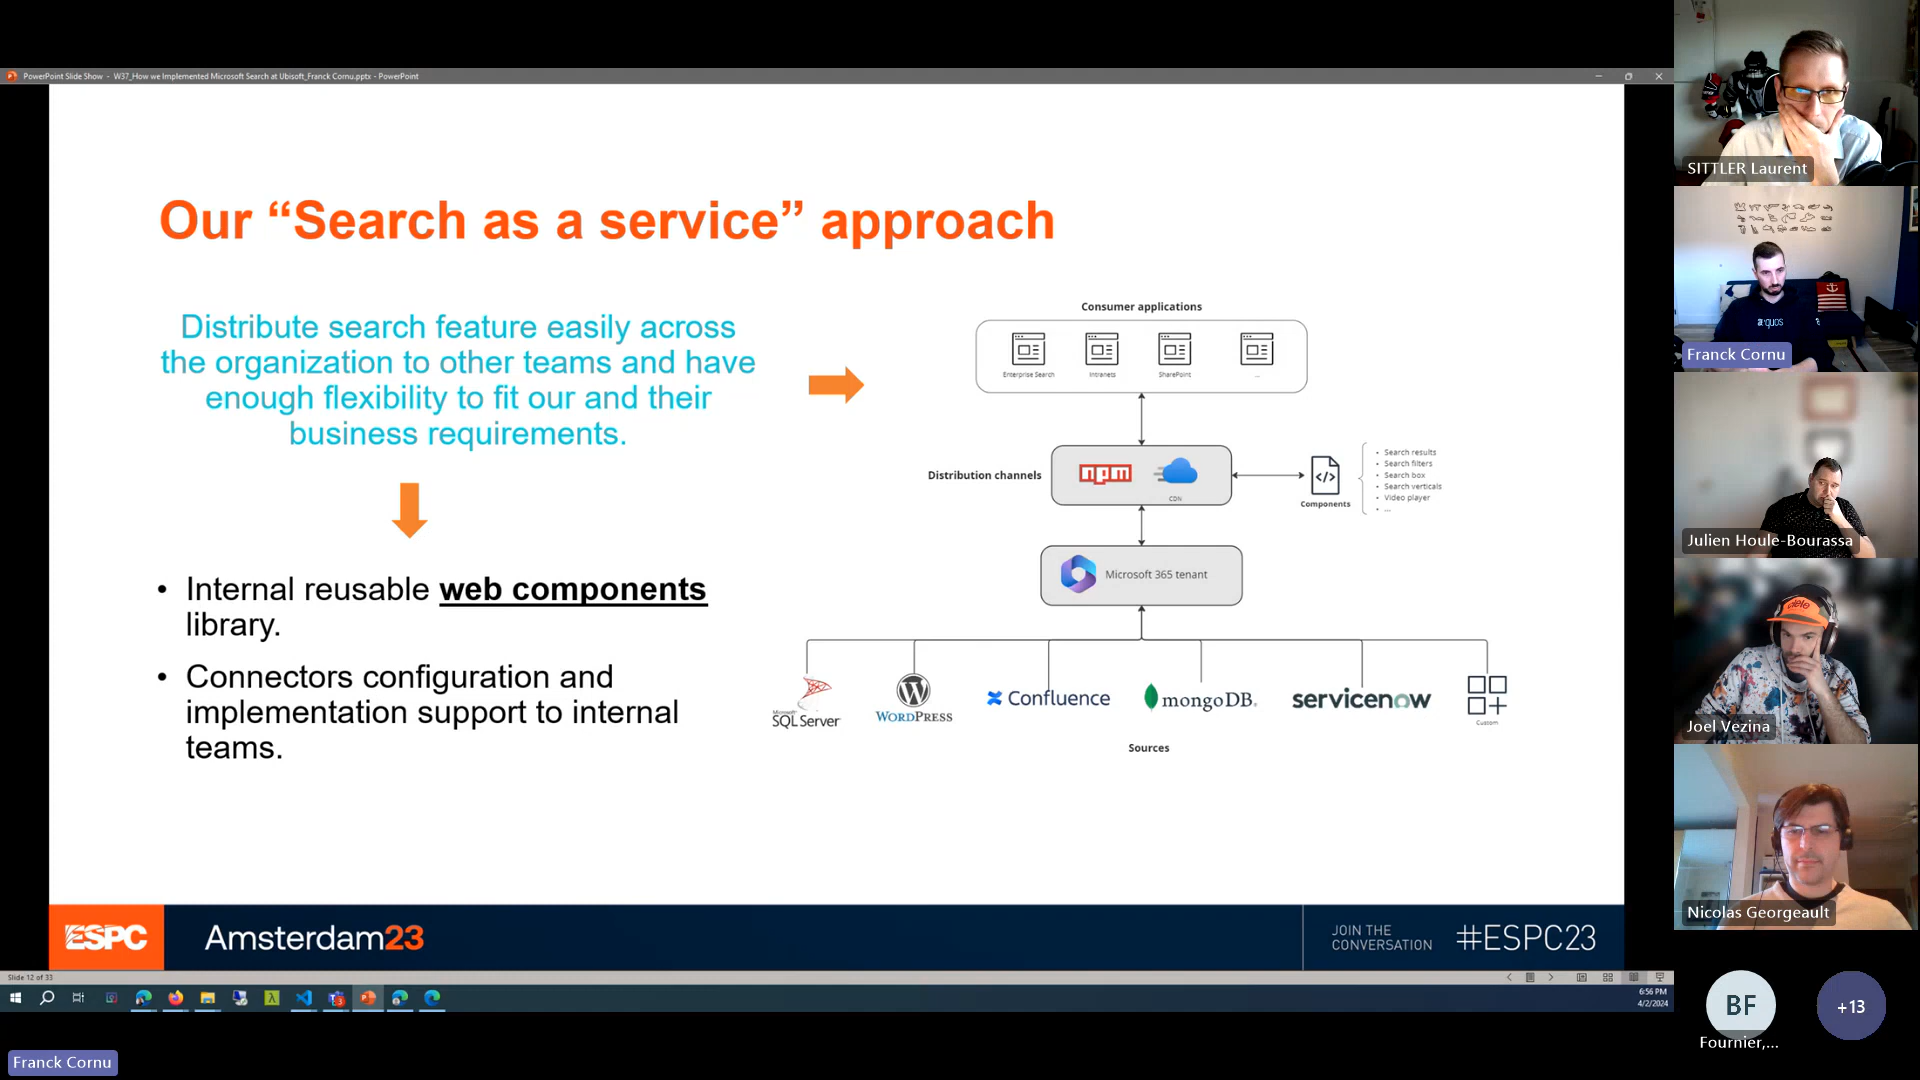 PowerPoint Slide Show - W37_How we Implemented Microsoft Search at Ubisoft_Franck Cornu.pptx - PowerPoint
Our “Search as a service” approach
Distribute search feature easily across
the organization to other teams and have
enough flexibility to fit our and their
business requirements.
• Internal reusable web components
library.
• Connectors configuration and
implementation support to internal
teams.
Consumer applications
Enterprise Search
Intranets
SharePoint
...
Distribution channels
npm
CDN
Components
• Search results
• Search filters
• Search box
• Search verticals
• Video player
• ...
Microsoft 365 tenant
Microsoft
SQL Server
WORDPRESS
Confluence
mongoDB.
servicenow
Custom
Sources
ESPC
Amsterdam23
JOIN THE
CONVERSATION
#ESPC23
Slide 12 of 33
6:56 PM
4/2/2024
Franck Cornu
SITTLER Laurent
Franck Cornu
Julien Houle-Bourassa
ciele
Joel Vezina
Nicolas Georgeault
BF
Fournier,...
+13